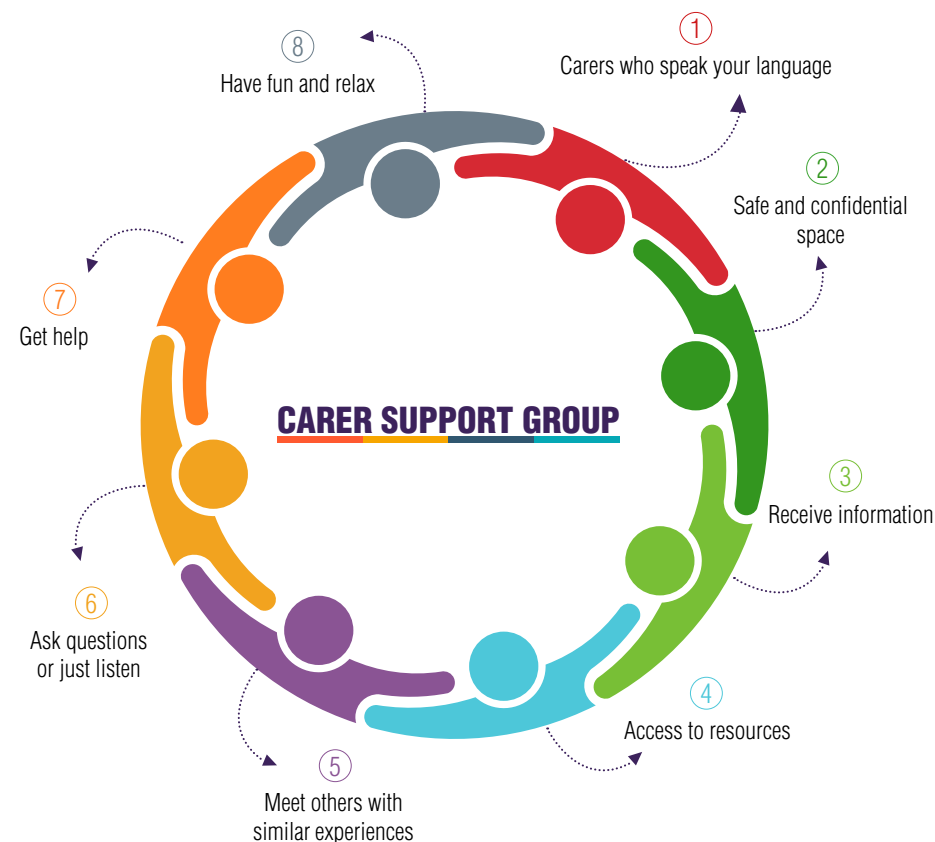 1
Carers who speak your language
2
Safe and confidential
space
3
Receive information
4
Access to resources
5
Meet others with
similar experiences
6
Ask questions
or just listen
7
Get help
8
Have fun and relax
CARER SUPPORT GROUP